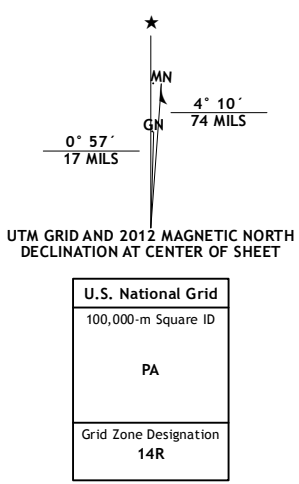 ★
MN
4° 10´
74 MILS
GN
0° 57´
17 MILS
UTM GRID AND 2012 MAGNETIC NORTH
DECLINATION AT CENTER OF SHEET
U.S. National Grid
100,000-m Square ID
PA
Grid Zone Designation
14R